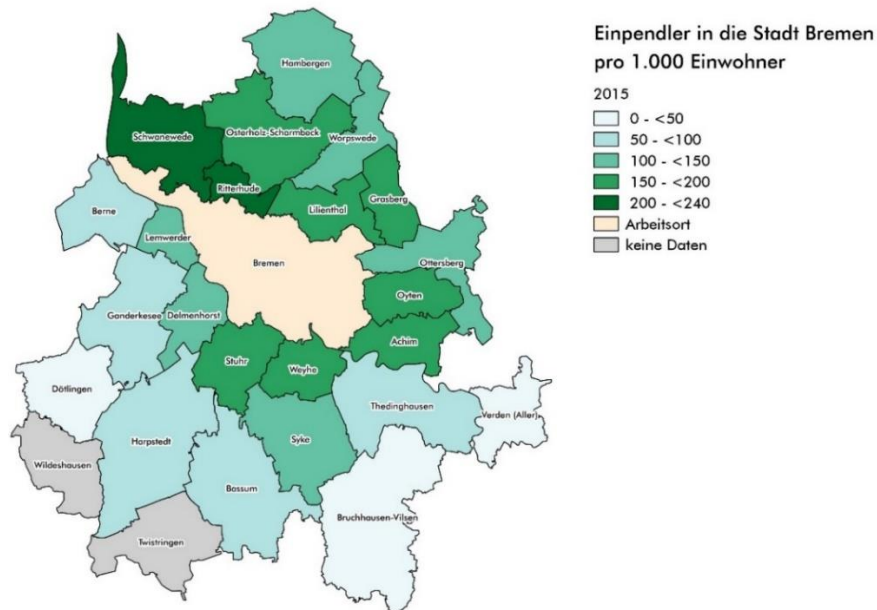 Einpendler in die Stadt Bremen
pro 1.000 Einwohner
2015
0 - <50
50 - <100
100 - <150
150 - <200
200 - <240
Arbeitsort
keine Daten
Hambergen
Schwanewede
Osterholz-Scharmbeck
Worpswede
Ritterhude
Lilienthal
Grasberg
Berne
Lemwerder
Bremen
Ottersberg
Ganderkesee
Delmenhorst
Oyten
Achim
Stuhr
Weyhe
Dötlingen
Thedinghausen
Verden (Aller)
Harpstedt
Syke
Wildeshausen
Bassum
Bruchhausen-Vilsen
Twistringen